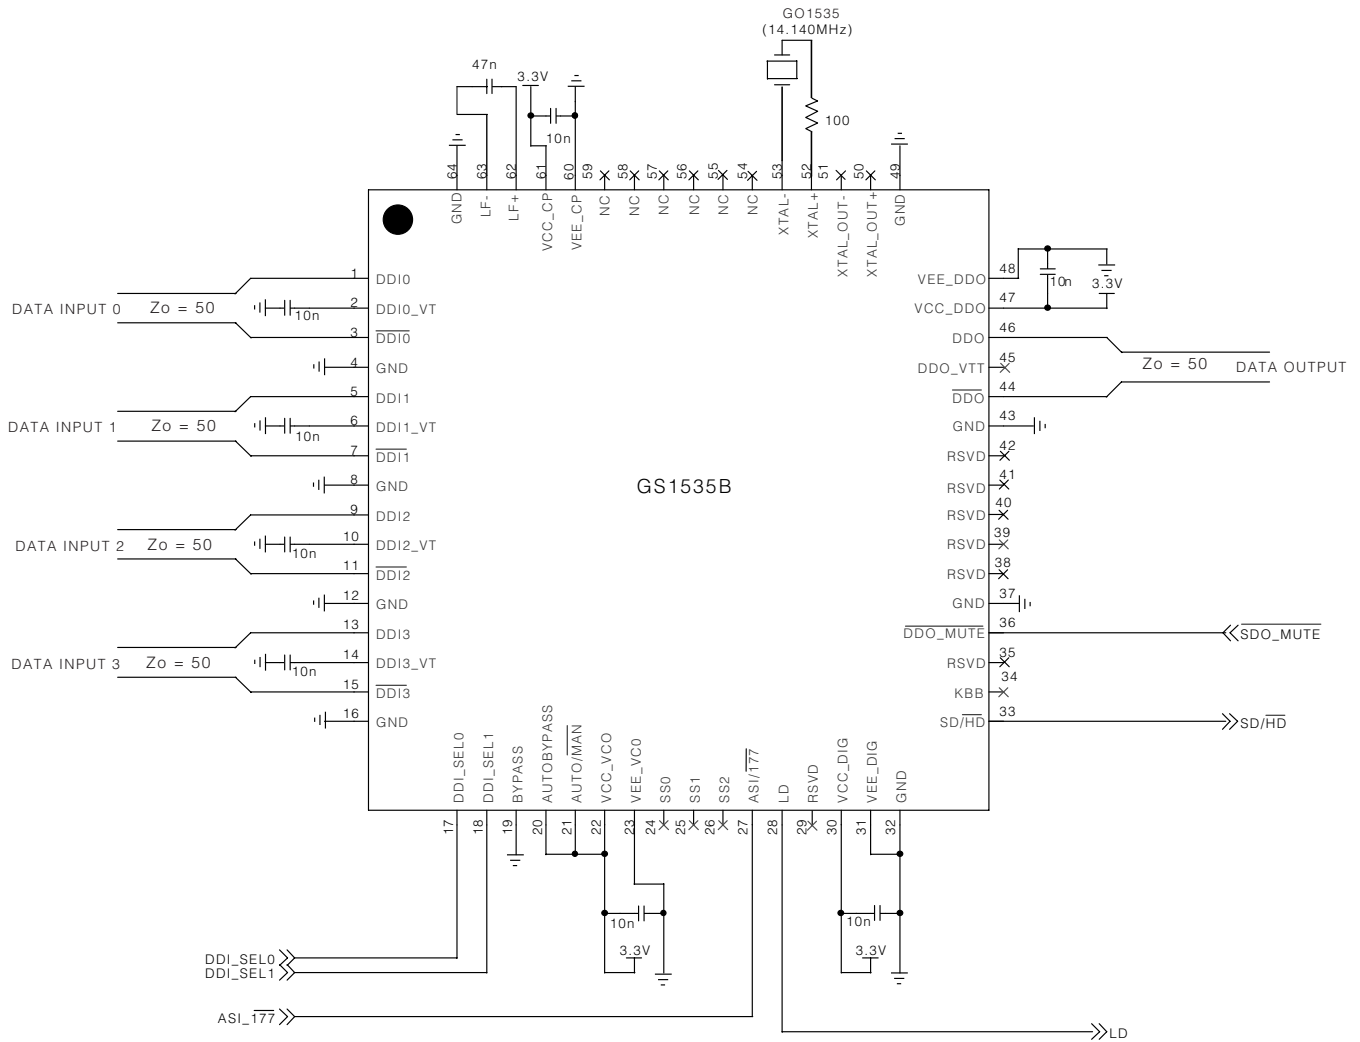 GO1535
(14.140MHz)
47n
3.3V
10n
100
64
63
62
61
60
59
58
57
56
55
54
53
52
51
50
49
GND
LF-
LF+
VCC_CP
VEE_CP
NC
NC
NC
NC
NC
NC
XTAL-
XTAL+
XTAL_OUT-
XTAL_OUT+
GND
DATA INPUT 0
Zo = 50
10n
1
DDI0
2
DDI0_VT
3
DDI0
4
GND
DATA INPUT 1
Zo = 50
10n
5
DDI1
6
DDI1_VT
7
DDI1
8
GND
DATA INPUT 2
Zo = 50
10n
9
DDI2
10
DDI2_VT
11
DDI2
12
GND
DATA INPUT 3
Zo = 50
10n
13
DDI3
14
DDI3_VT
15
DDI3
16
GND
GS1535B
VEE_DDO
48
10n
3.3V
VCC_DDO
47
DDO
46
DDO_VTT
45
Zo = 50
DATA OUTPUT
DDO
44
GND
43
RSVD
42
RSVD
41
RSVD
40
RSVD
39
RSVD
38
GND
37
DDO_MUTE
36
SDO_MUTE
RSVD
35
KBB
34
SD/HD
33
SD/HD
DDI_SEL0
DDI_SEL1
BYPASS
AUTOBYPASS
AUTO/MAN
VCC_VCO
VEE_VC0
SS0
SS1
SS2
ASI/177
LD
RSVD
VCC_DIG
VEE_DIG
GND
17
18
19
20
21
22
23
24
25
26
27
28
29
30
31
32
10n
3.3V
10n
3.3V
DDI_SEL0
DDI_SEL1
ASI_177
LD